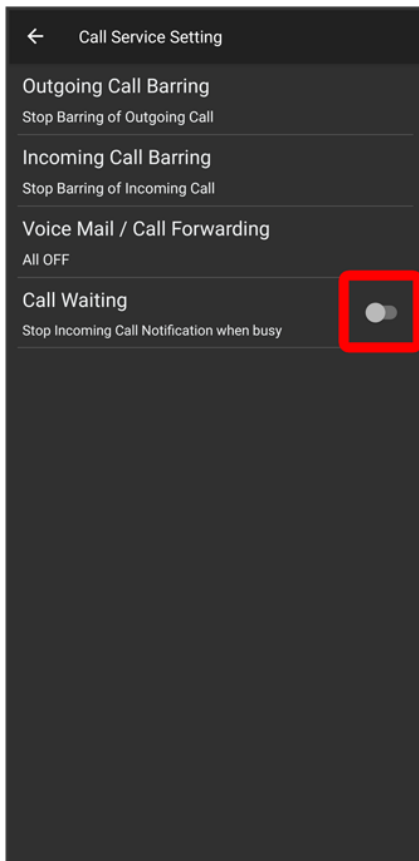 Call Service Setting
Outgoing Call Barring
Stop Barring of Outgoing Call
Incoming Call Barring
Stop Barring of Incoming Call
Voice Mail / Call Forwarding
All OFF
Call Waiting
Stop Incoming Call Notification when busy